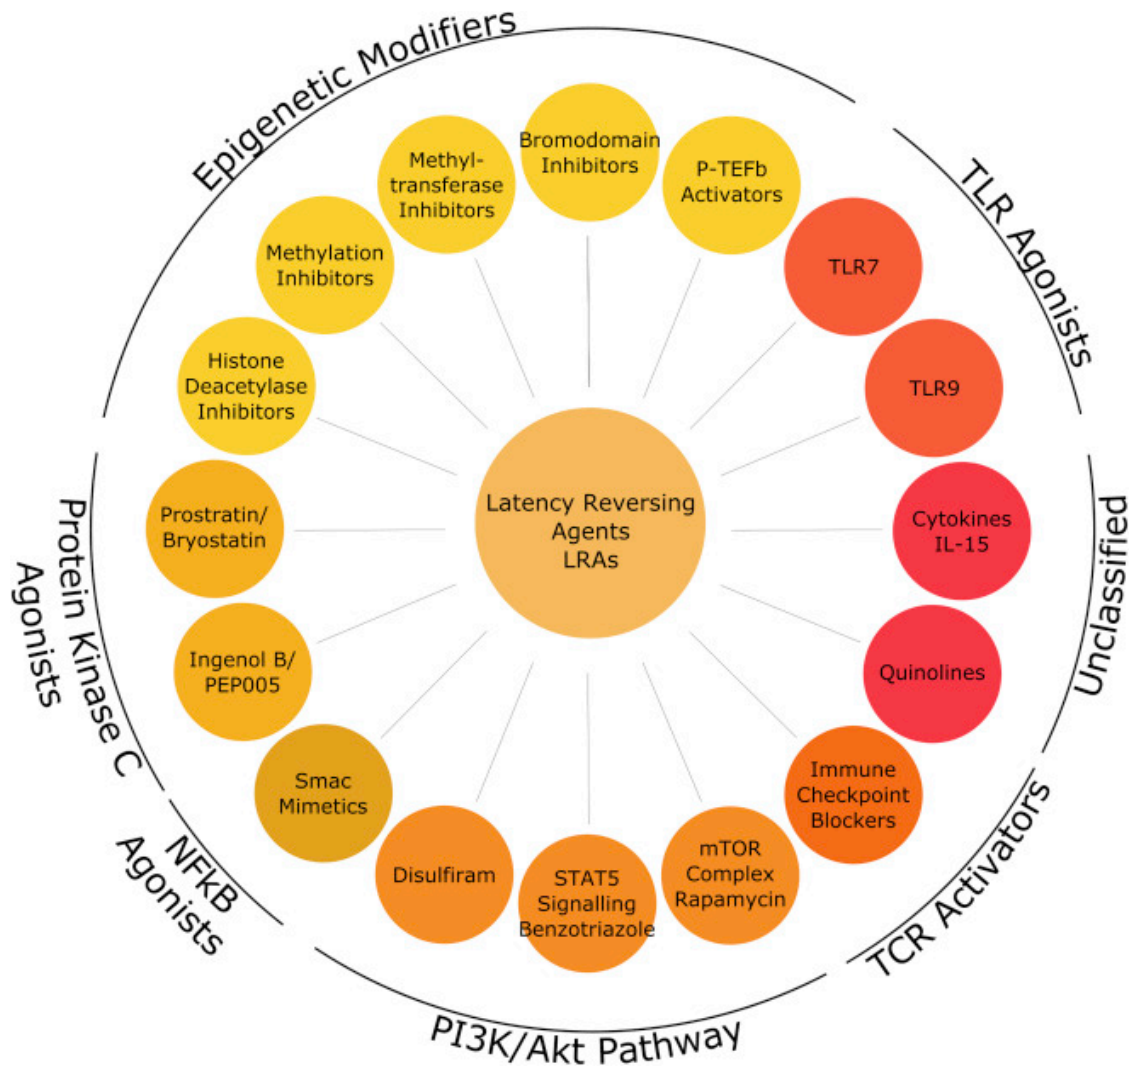 Epigenetic Modifiers
Bromodomain
Inhibitors
Methyl-
transferase
Inhibitors
P-TEFb
Activators
TLR Agonists
Methylation
Inhibitors
TLR7
Histone
Deacetylase
Inhibitors
TLR9
Latency Reversing
Agents
LRAs
Prostratin/
Bryostatin
Cytokines
IL-15
Protein Kinase C
Agonists
Unclassified
Ingenol B/
PEP005
Quinolines
Smac
Mimetics
Immune
Checkpoint
Blockers
NFkB
Agonists
Disulfiram
STAT5
Signalling
Benzotriazole
mTOR
Complex
Rapamycin
TCR Activators
PI3K/Akt Pathway